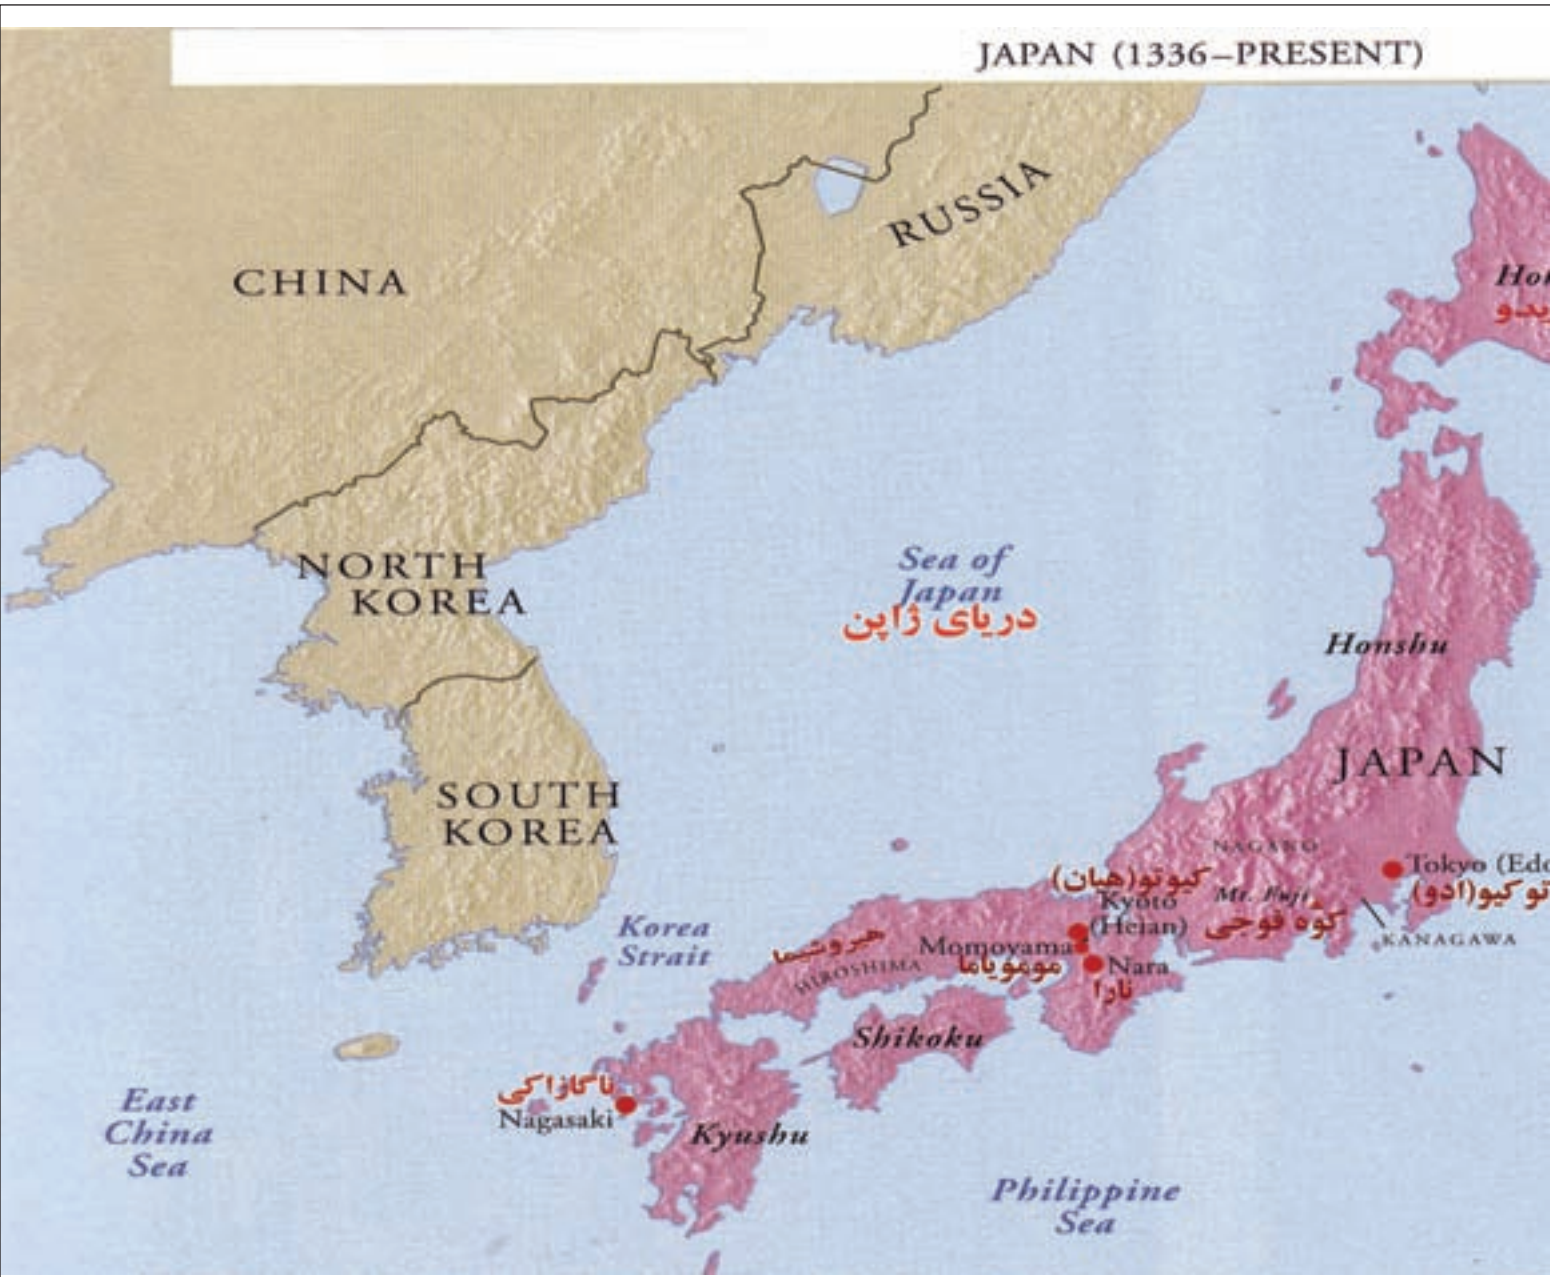 JAPAN (1336–PRESENT)
RUSSIA
CHINA
NORTH
KOREA
Sea of
Japan
دریای ژاپن
Honshu
JAPAN
SOUTH
KOREA
NAGANO
Tokyo (Edo
توکیو(ادو)
کیوتو(هیان)
Kyoto
(Heian)
Mt. Fuji
کوه فوجی
KANAGAWA
Korea
Strait
هیروشیما
HIROSHIMA
Momoyama
مومویاما
Nara
نارا
Shikoku
ناگازاکی
Nagasaki
Kyushu
East
China
Sea
Philippine
Sea